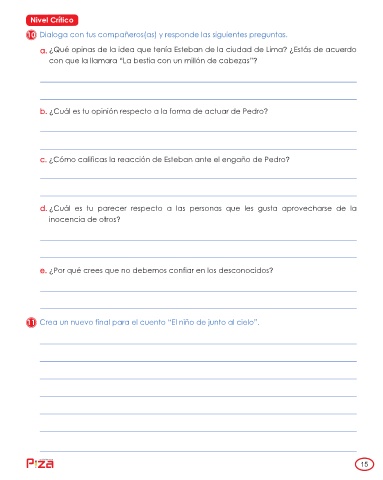 Nivel Crítico
10 Dialoga con tus compañeros(as) y responde las siguientes preguntas.
a. ¿Qué opinas de la idea que tenía Esteban de la ciudad de Lima? ¿Estás de acuerdo
con que la llamara "La bestia con un millón de cabezas"?
b. ¿Cuál es tu opinión respecto a la forma de actuar de Pedro?
c. ¿Cómo calificas la reacción de Esteban ante el engaño de Pedro?
d. ¿Cuál es tu parecer respecto a las personas que les gusta aprovecharse de la
inocencia de otros?
e. ¿Por qué crees que no debemos confiar en los desconocidos?
11 Crea un nuevo final para el cuento "El niño de junto al cielo".
15